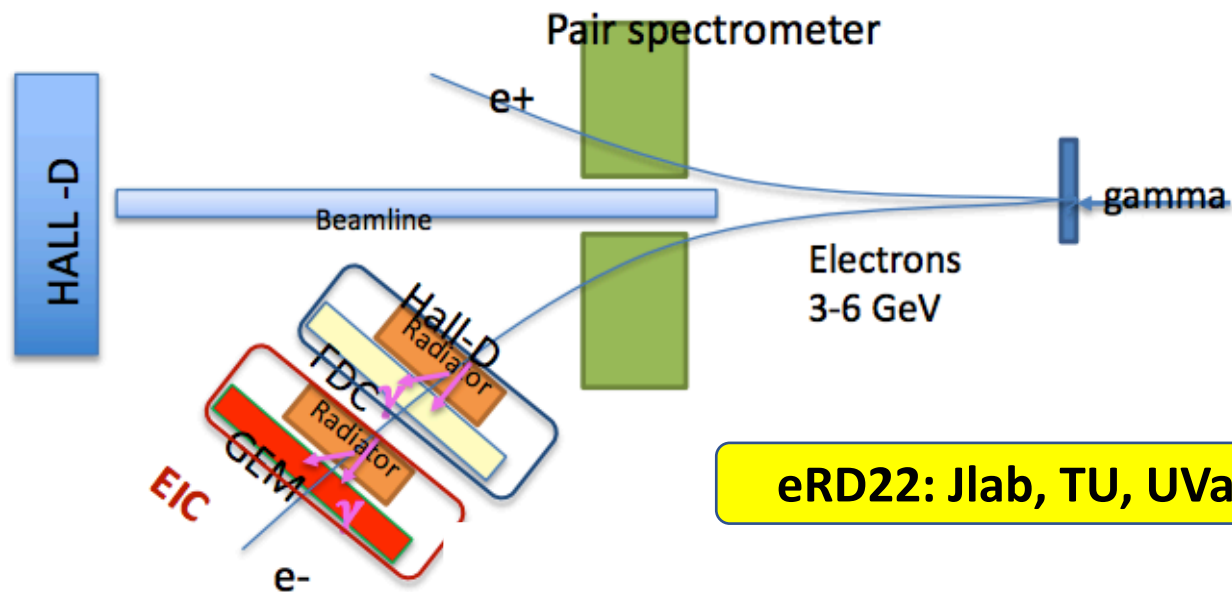 Pair spectrometer
e+
HALL -D
Beamline
gamma
Electrons
3-6 GeV
Hall-D
Radiator
FDC
γ
Radiator
GEM
γ
EIC
e-
eRD22: Jlab, TU, UVa